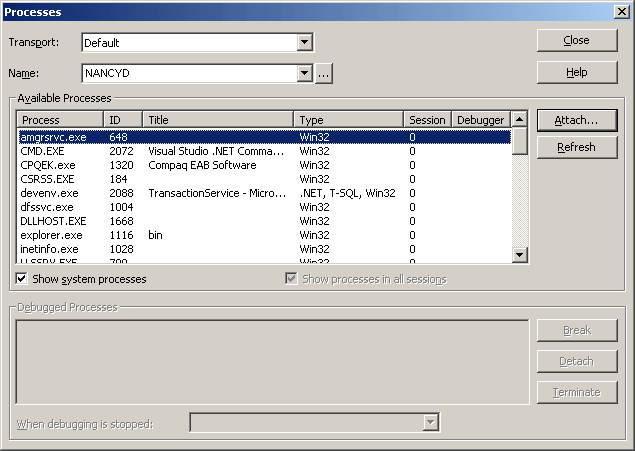 Processes
Transport: Default Close
Name: NANCYD ... Help
Available Processes
Process ID Title Type Session Debugger Attach...
amgrsrvc.exe 648 Win32 0
CMD.EXE 2072 Visual Studio .NET Comma... Win32 0 Refresh
CPQEK.exe 1320 Compaq EAB Software Win32 0
CSRSS.EXE 184 Win32 0
devenv.exe 2088 TransactionService - Micro... .NET, T-SQL, Win32 0
dfssvc.exe 1004 Win32 0
DLLHOST.EXE 1668 Win32 0
explorer.exe 1116 bin Win32 0
inetinfo.exe 1028 Win32 0
Win32 0
Show system processes Show processes in all sessions
Debugged Processes
Break
Detach
Terminate
When debugging is stopped: